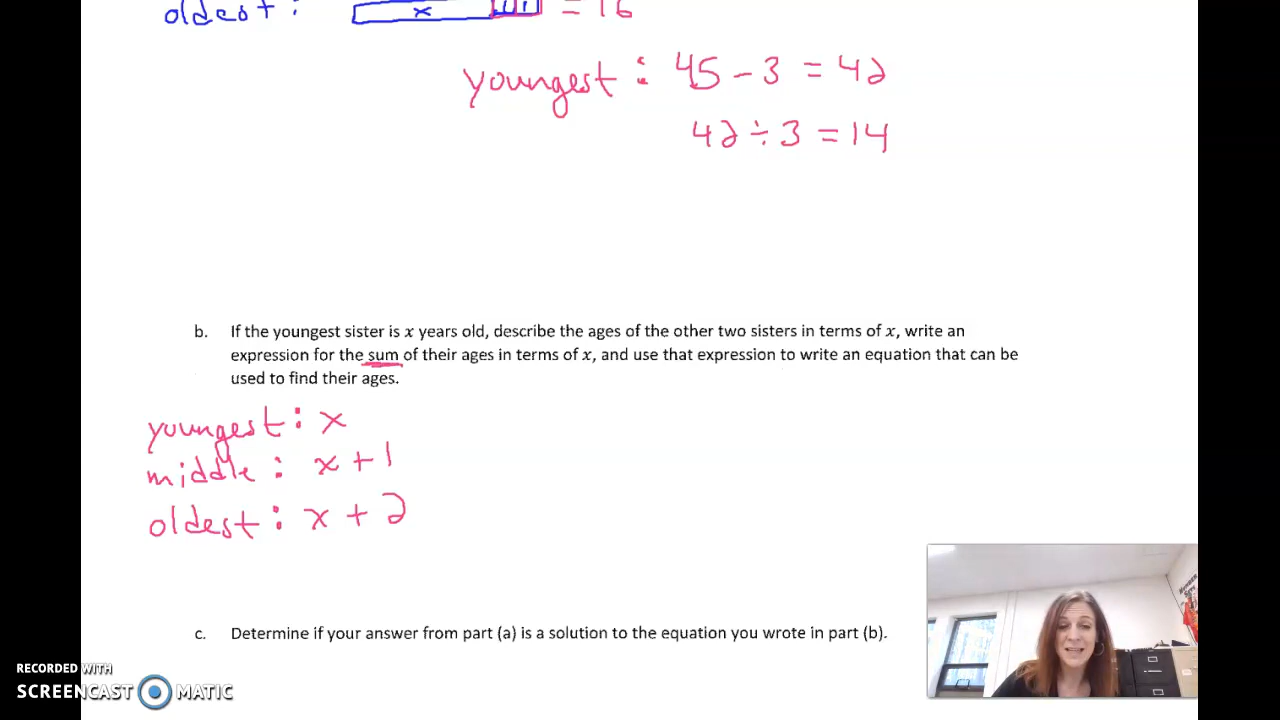 oldest : x 1 1 = 16
youngest : 45 - 3 = 42
42 ÷ 3 = 14
b. If the youngest sister is x years old, describe the ages of the other two sisters in terms of x, write an
expression for the sum of their ages in terms of x, and use that expression to write an equation that can be
used to find their ages.
youngest : x
middle : x + 1
oldest : x + 2
c. Determine if your answer from part (a) is a solution to the equation you wrote in part (b).
RECORDED WITH
SCREENCAST MATIC